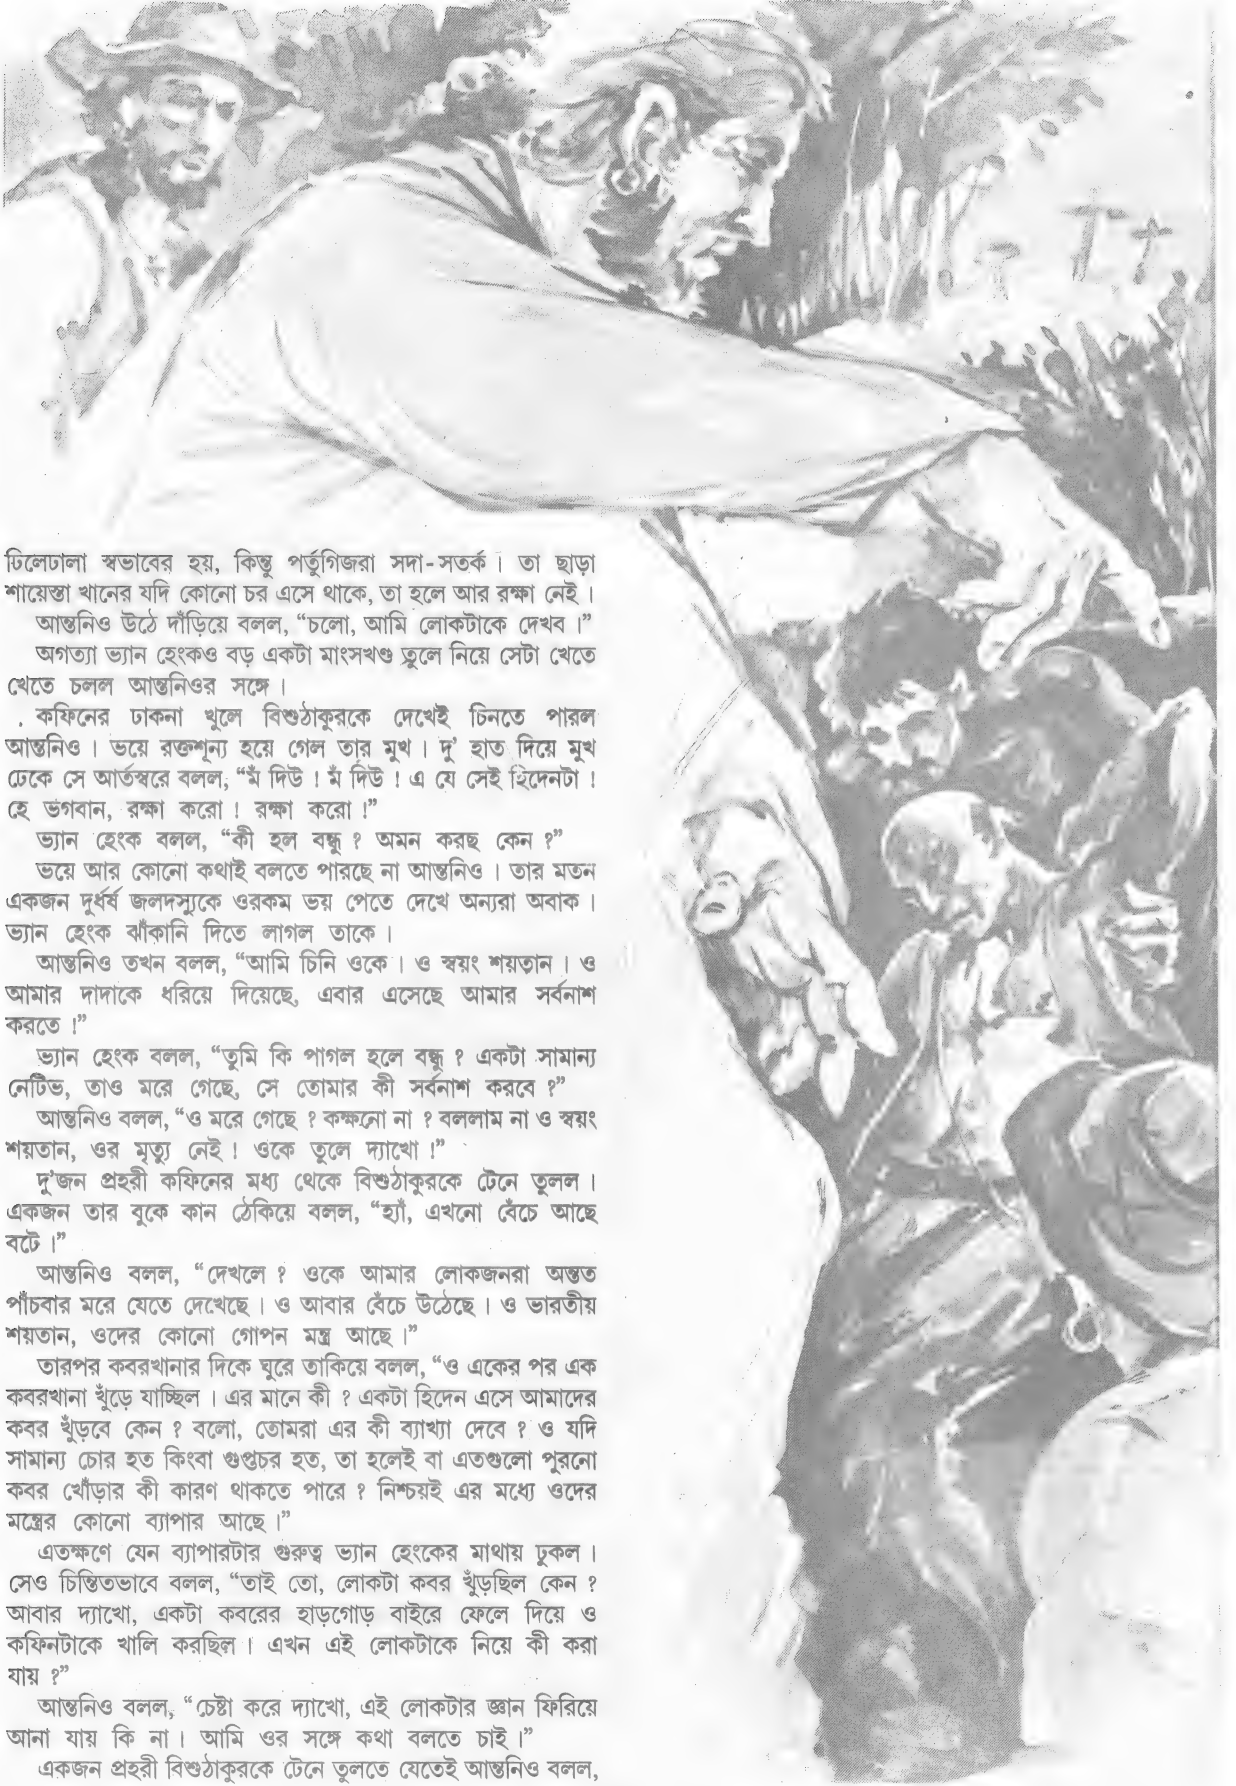 ঢিলেঢালা স্বভাবের হয়, কিন্তু পর্তুগিজরা সদা-সতর্ক। তা ছাড়া
শায়েস্তা খানের যদি কোনো চর এসে থাকে, তা হলে আর রক্ষা নেই।
আন্তনিও উঠে দাঁড়িয়ে বলল, “চলো, আমি লোকটাকে দেখব।”
অগত্যা ভ্যান হেংকও বড় একটা মাংসখণ্ড তুলে নিয়ে সেটা খেতে
খেতে চলল আন্তনিওর সঙ্গে।
কফিনের ঢাকনা খুলে বিশুঠাকুরকে দেখেই চিনতে পারল
আন্তনিও। ভয়ে রক্তশূন্য হয়ে গেল তার মুখ। দু' হাত দিয়ে মুখ
ঢেকে সে আর্তস্বরে বলল, “মঁ দিউ! মঁ দিউ! এ যে সেই হিদেনটা!
হে ভগবান, রক্ষা করো! রক্ষা করো!”
ভ্যান হেংক বলল, “কী হল বন্ধু? অমন করছ কেন?”
ভয়ে আর কোনো কথাই বলতে পারছে না আন্তনিও। তার মতন
একজন দুর্ধর্ষ জলদস্যুকে ওরকম ভয় পেতে দেখে অন্যরা অবাক।
ভ্যান হেংক ঝাঁকানি দিতে লাগল তাকে।
আন্তনিও তখন বলল, “আমি চিনি ওকে। ও স্বয়ং শয়তান। ও
আমার দাদাকে ধরিয়ে দিয়েছে, এবার এসেছে আমার সর্বনাশ
করতে!”
ভ্যান হেংক বলল, “তুমি কি পাগল হলে বন্ধু? একটা সামান্য
নেটিভ, তাও মরে গেছে, সে তোমার কী সর্বনাশ করবে?”
আন্তনিও বলল, “ও মরে গেছে? কক্ষনো না? বললাম না ও স্বয়ং
শয়তান, ওর মৃত্যু নেই! ওকে তুলে দ্যাখো!”
দু'জন প্রহরী কফিনের মধ্য থেকে বিশুঠাকুরকে টেনে তুলল।
একজন তার বুকে কান ঠেকিয়ে বলল, “হ্যাঁ, এখনো বেঁচে আছে
বটে।”
আন্তনিও বলল, “দেখলে? ওকে আমার লোকজনরা অন্তত
পাঁচবার মরে যেতে দেখেছে। ও আবার বেঁচে উঠেছে। ও ভারতীয়
শয়তান, ওদের কোনো গোপন মন্ত্র আছে।”
তারপর কবরখানার দিকে ঘুরে তাকিয়ে বলল, “ও একের পর এক
কবরখানা খুঁড়ে যাচ্ছিল। এর মানে কী? একটা হিদেন এসে আমাদের
কবর খুঁড়বে কেন? বলো, তোমরা এর কী ব্যাখ্যা দেবে? ও যদি
সামান্য চোর হত কিংবা গুপ্তচর হত, তা হলেই বা এতগুলো পুরনো
কবর খোঁড়ার কী কারণ থাকতে পারে? নিশ্চয়ই এর মধ্যে ওদের
মন্ত্রের কোনো ব্যাপার আছে।”
এতক্ষণে যেন ব্যাপারটার গুরুত্ব ভ্যান হেংকের মাথায় ঢুকল।
সেও চিন্তিতভাবে বলল, “তাই তো, লোকটা কবর খুঁড়ছিল কেন?
আবার দ্যাখো, একটা কবরের হাড়গোড় বাইরে ফেলে দিয়ে ও
কফিনটাকে খালি করছিল। এখন এই লোকটাকে নিয়ে কী করা
যায়?”
আন্তনিও বলল, “চেষ্টা করে দ্যাখো, এই লোকটার জ্ঞান ফিরিয়ে
আনা যায় কি না। আমি ওর সঙ্গে কথা বলতে চাই।”
একজন প্রহরী বিশুঠাকুরকে টেনে তুলতে যেতেই আন্তনিও বলল,